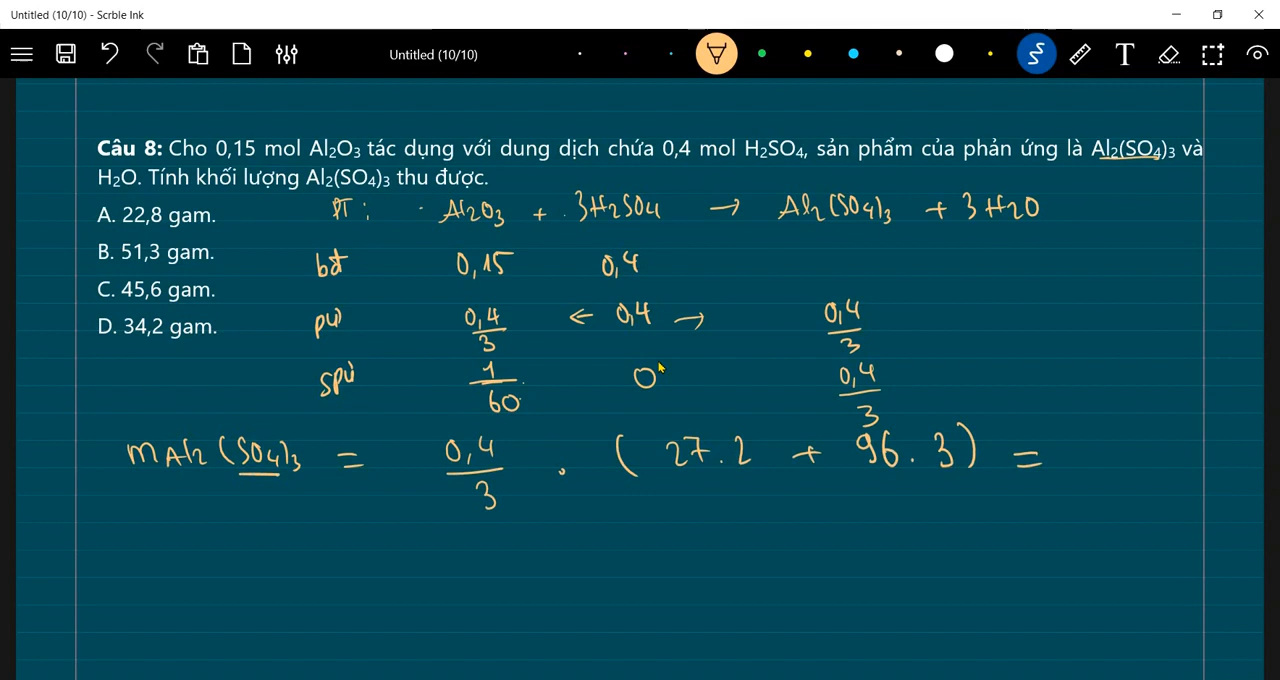 Untitled (10/10) - Scrble Ink
Untitled (10/10)
T
Câu 8: Cho 0,15 mol Al₂O₃ tác dụng với dung dịch chứa 0,4 mol H₂SO₄, sản phẩm của phản ứng là Al₂(SO₄)₃ và
H₂O. Tính khối lượng Al₂(SO₄)₃ thu được.
A. 22,8 gam.
B. 51,3 gam.
C. 45,6 gam.
D. 34,2 gam.
PT: Al₂O₃ + 3H₂SO₄ → Al₂(SO₄)₃ + 3H₂O
bđ 0,15 0,4
pư 0,4/3 ← 0,4 → 0,4/3
spư 1/60 0 0,4/3
mAl₂(SO₄)₃ = 0,4/3 . (27.2 + 96.3) =